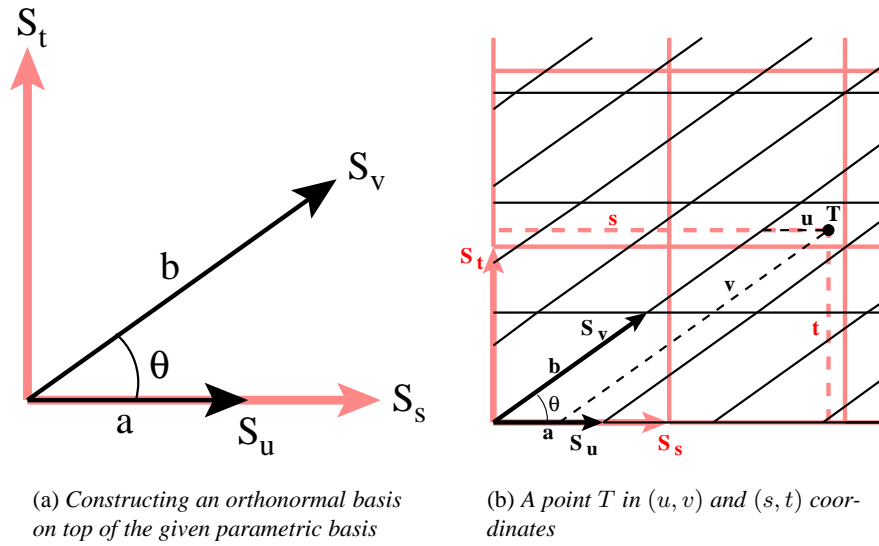 S_t
S_v
b
θ
a
S_u
S_s
s
u
T
S_t
v
S_v
t
b
θ
a
S_u
S_s
(a) Constructing an orthonormal basis
on top of the given parametric basis
(b) A point T in (u, v) and (s, t) coor-
dinates